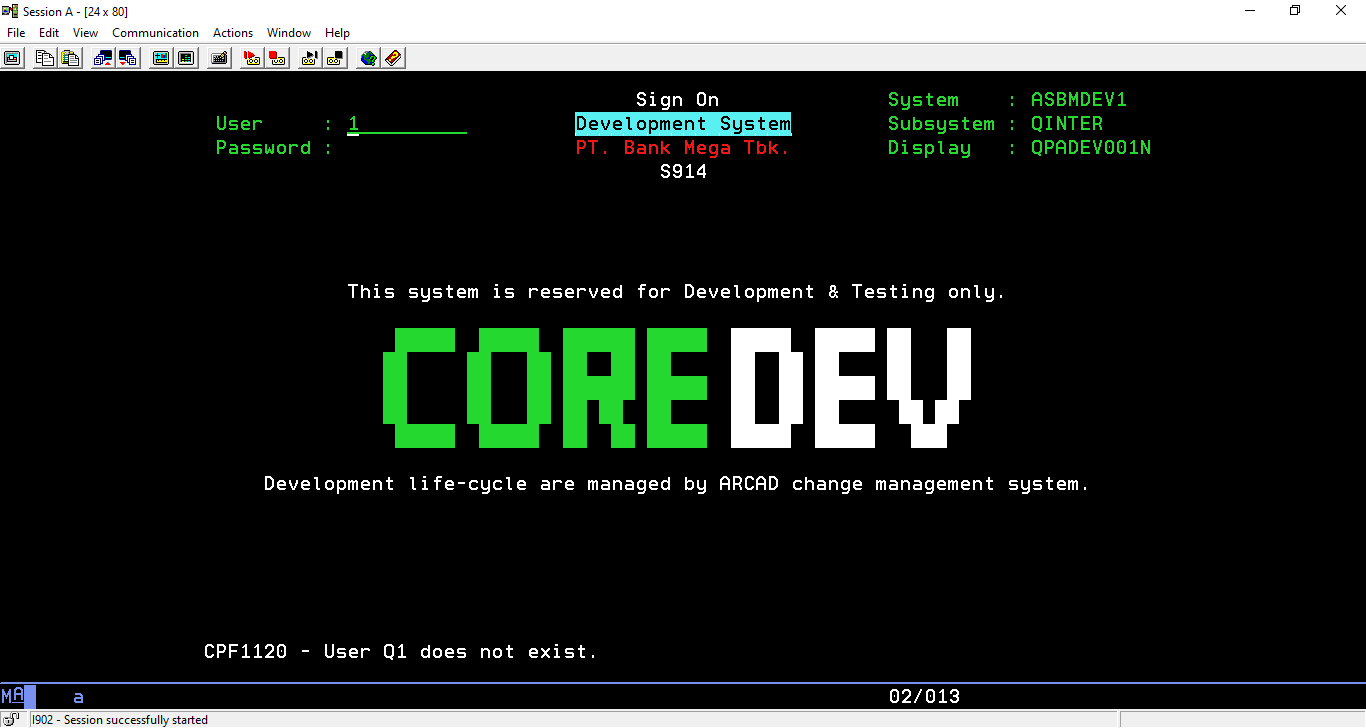 Session A - [24 x 80]
File Edit View Communication Actions Window Help
Sign On System : ASBMDEV1
User : 1 Development System Subsystem : QINTER
Password : PT. Bank Mega Tbk. Display : QPADEV001N
S914
This system is reserved for Development & Testing only.
CORE DEV
Development life-cycle are managed by ARCAD change management system.
CPF1120 - User Q1 does not exist.
MA a 02/013
I902 - Session successfully started